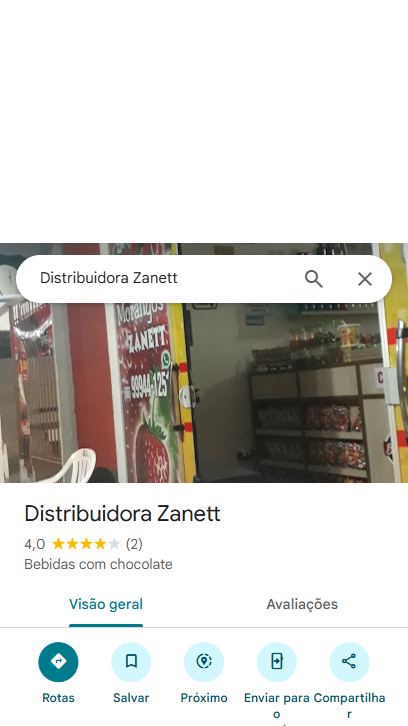 Distribuidora Zanett
Morangos
ZANETT
99944-125
Distribuidora Zanett
4,0 (2)
Bebidas com chocolate
Visão geral
Avaliações
Rotas
Salvar
Próximo
Enviar para
o
Compartilha
r